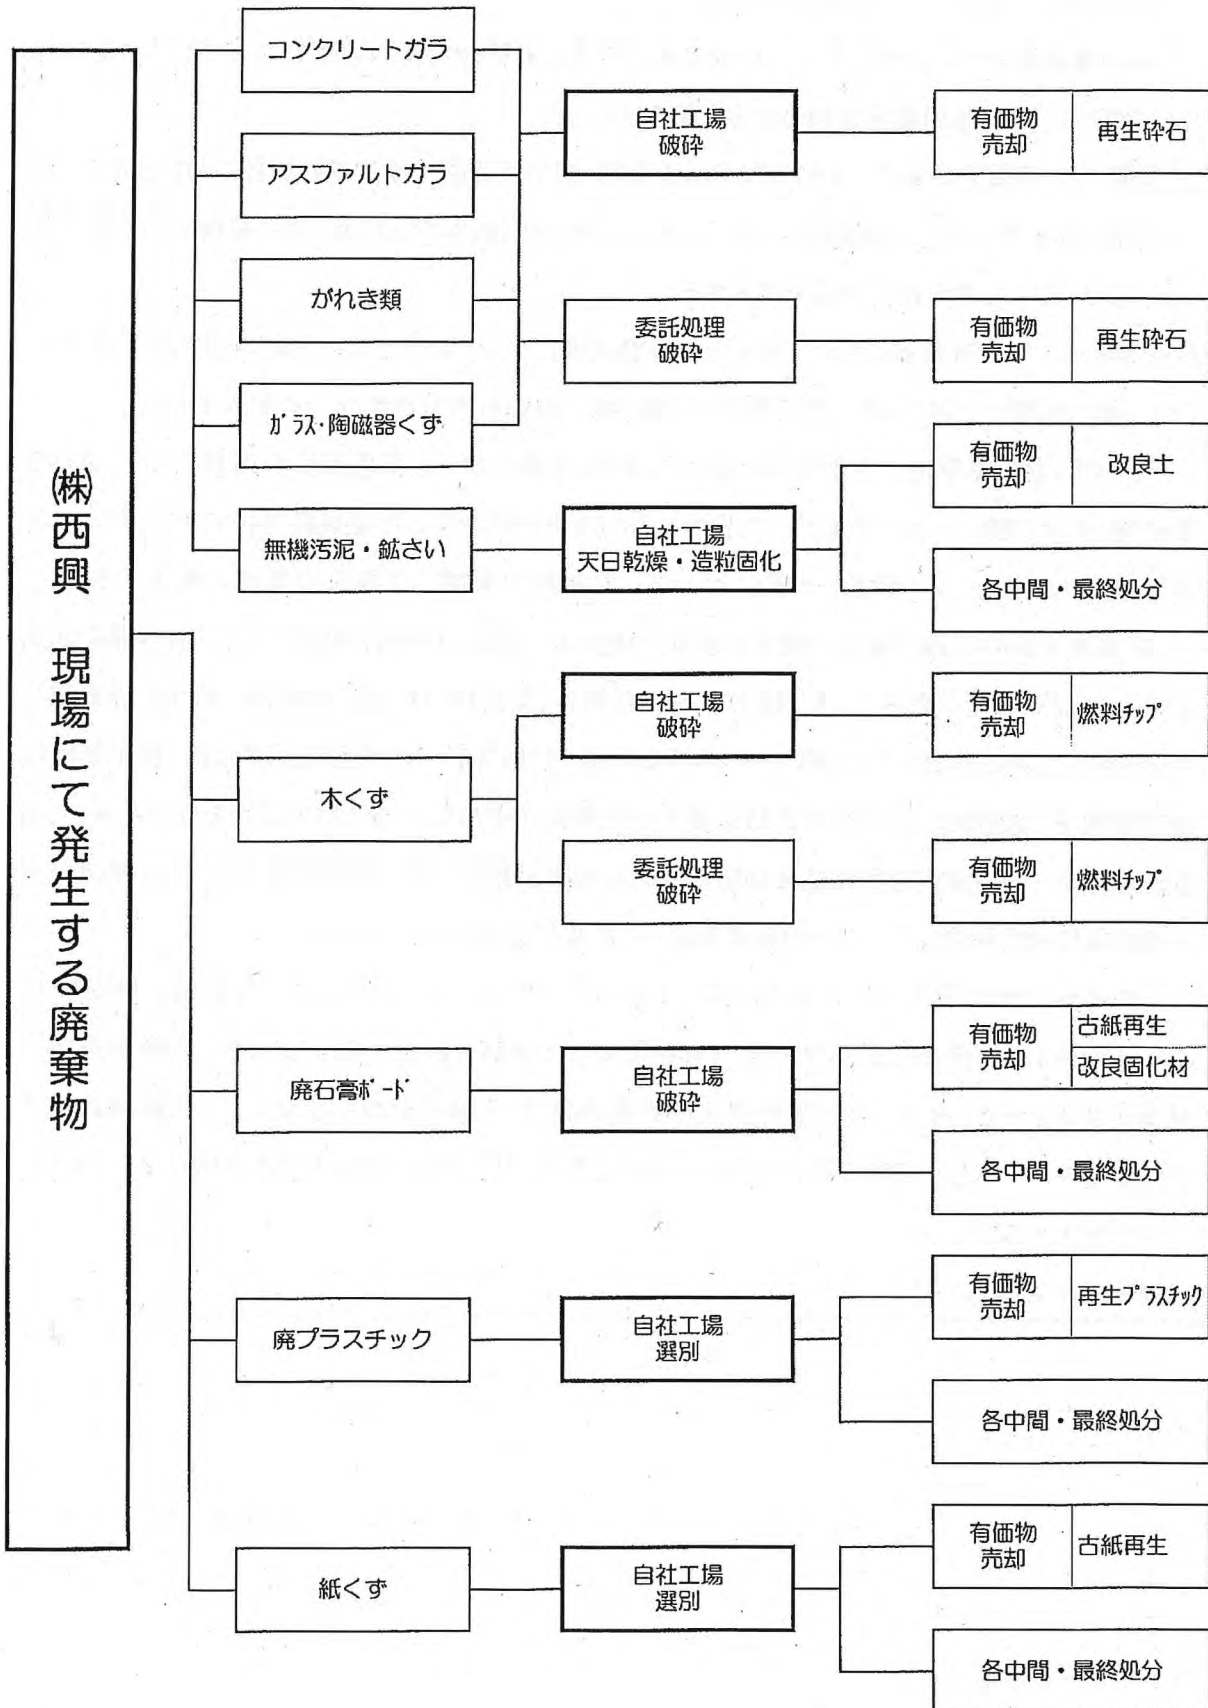 ㈱西興　現場にて発生する廃棄物
コンクリートガラ
アスファルトガラ
がれき類
ｶﾞﾗｽ・陶磁器くず
無機汚泥・鉱さい
自社工場
破砕
有価物
売却
再生砕石
委託処理
破砕
有価物
売却
再生砕石
自社工場
天日乾燥・造粒固化
有価物
売却
改良土
各中間・最終処分
木くず
自社工場
破砕
有価物
売却
燃料ﾁｯﾌﾟ
委託処理
破砕
有価物
売却
燃料ﾁｯﾌﾟ
廃石膏ﾎﾞｰﾄﾞ
自社工場
破砕
有価物
売却
古紙再生
改良固化材
各中間・最終処分
廃プラスチック
自社工場
選別
有価物
売却
再生ﾌﾟﾗｽﾁｯｸ
各中間・最終処分
紙くず
自社工場
選別
有価物
売却
古紙再生
各中間・最終処分